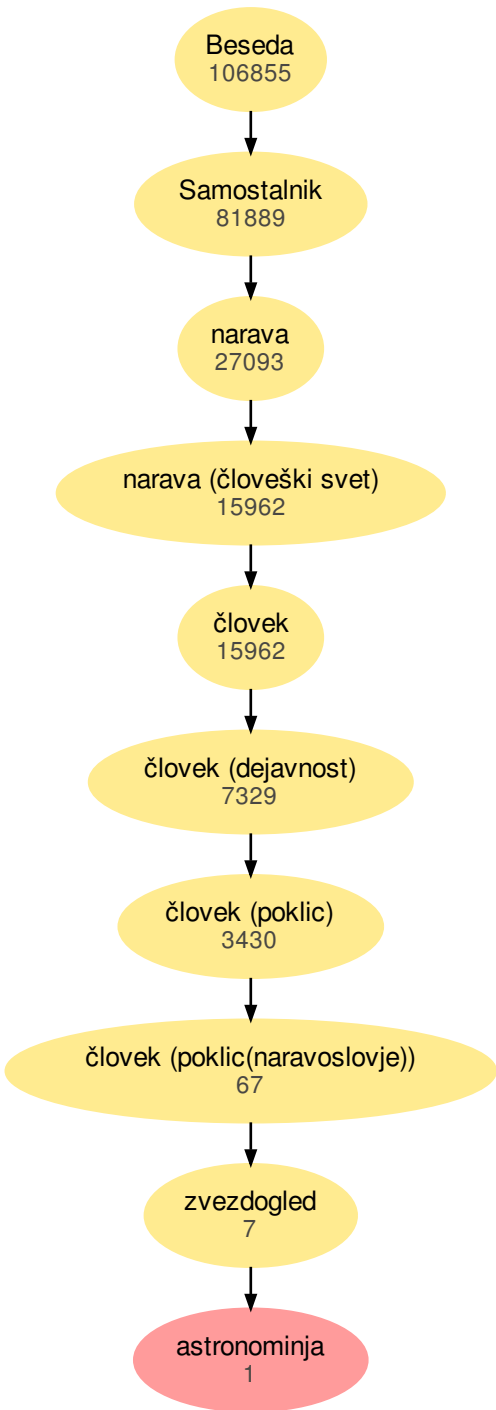 Beseda
106855
Samostalnik
81889
narava
27093
narava (človeški svet)
15962
človek
15962
človek (dejavnost)
7329
človek (poklic)
3430
človek (poklic(naravoslovje))
67
zvezdogled
7
astronominja
1